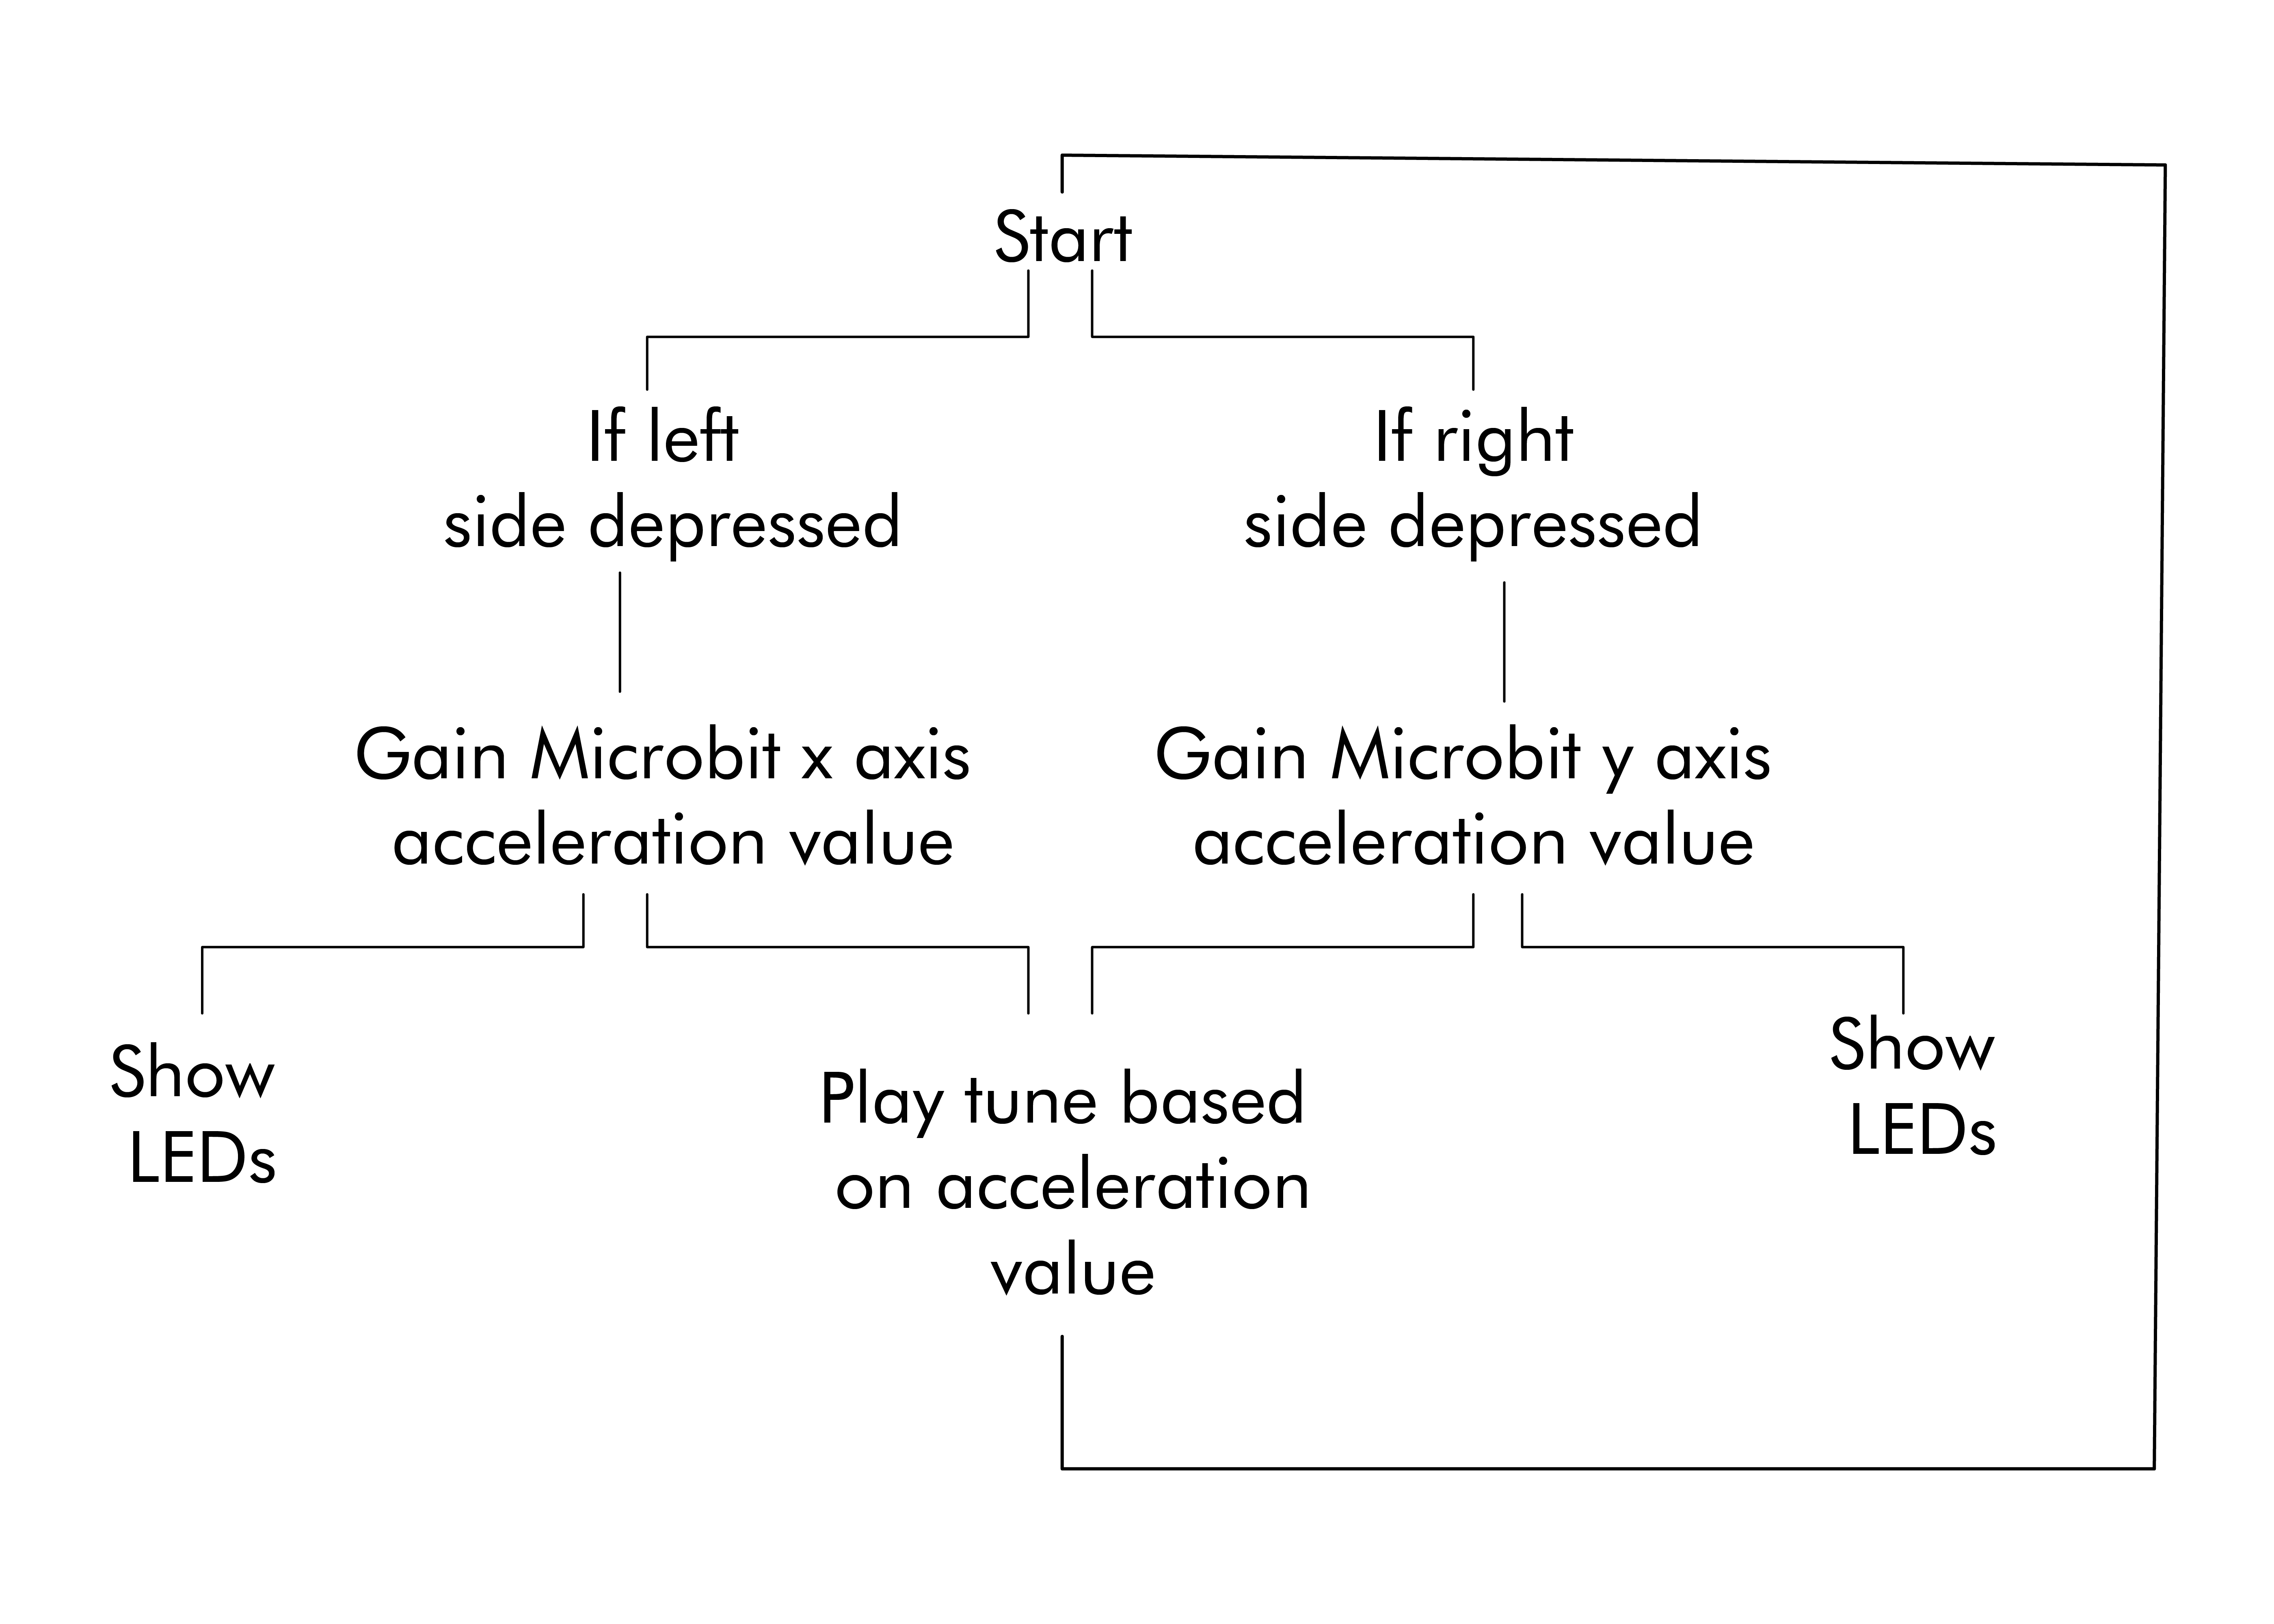 Start
If left
side depressed
If right
side depressed
Gain Microbit x axis
acceleration value
Gain Microbit y axis
acceleration value
Show
LEDs
Play tune based
on acceleration
value
Show
LEDs